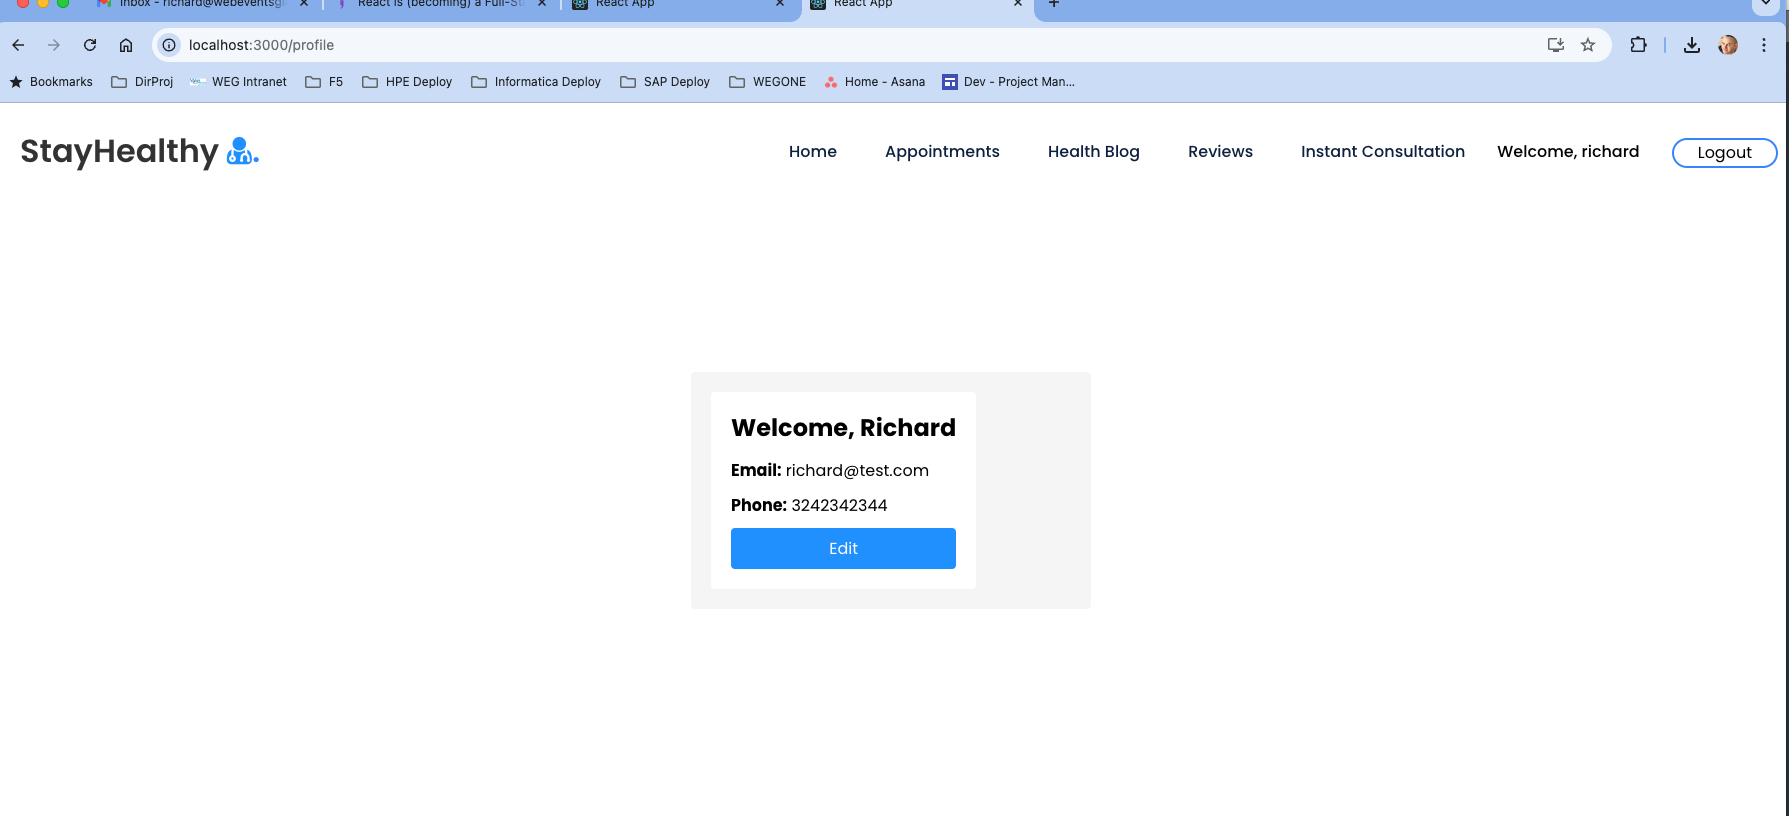 Inbox - richard@webeventsgl
React is (becoming) a Full-St
React App
React App
localhost:3000/profile
Bookmarks DirProj WEG Intranet F5 HPE Deploy Informatica Deploy SAP Deploy WEGONE Home - Asana Dev - Project Man...
StayHealthy
Home Appointments Health Blog Reviews Instant Consultation Welcome, richard Logout
Welcome, Richard
Email: richard@test.com
Phone: 3242342344
Edit